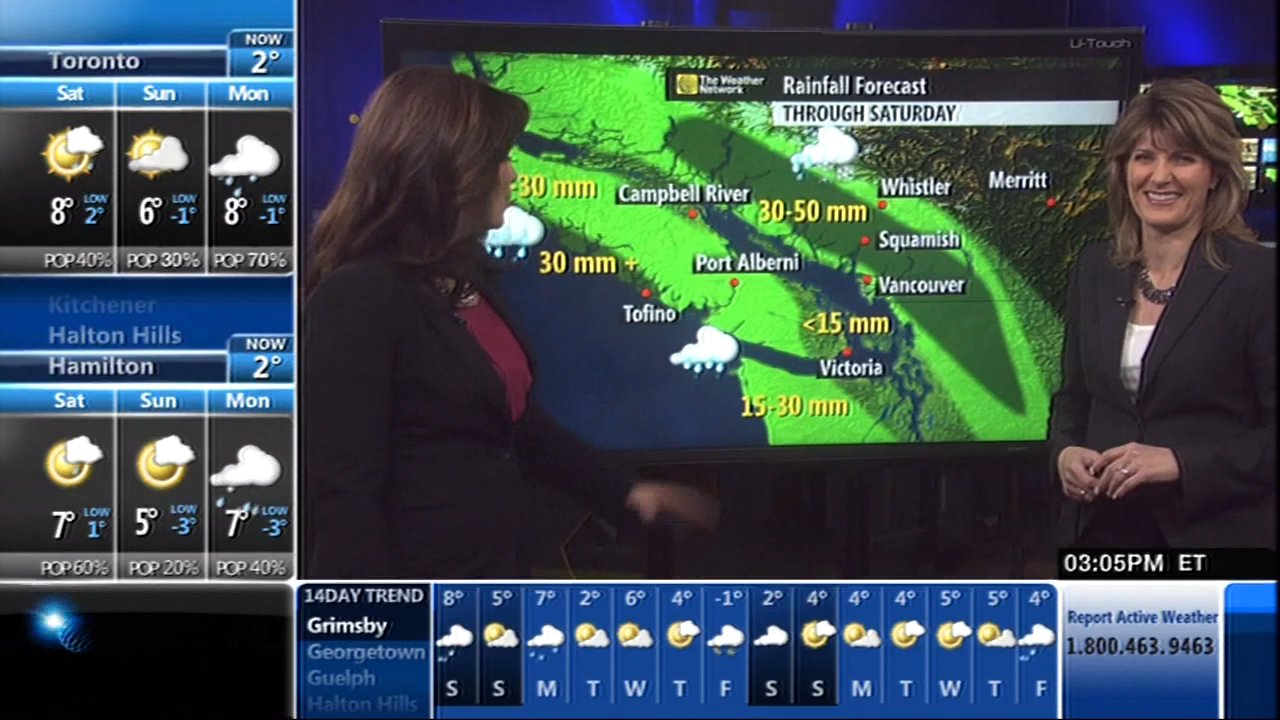 Toronto
NOW
2°
Sat
Sun
Mon
8°
LOW
2°
6°
LOW
-1°
8°
LOW
-1°
POP 40%
POP 30%
POP 70%
Kitchener
Halton Hills
Hamilton
NOW
2°
Sat
Sun
Mon
7°
LOW
1°
5°
LOW
-3°
7°
LOW
-3°
POP 60%
POP 20%
POP 40%
U-Touch
The Weather
Network
Rainfall Forecast
THROUGH SATURDAY
30 mm
Campbell River
30-50 mm
Whistler
Merritt
Squamish
30 mm +
Port Alberni
Vancouver
Tofino
<15 mm
Victoria
15-30 mm
03:05PM ET
14DAY TREND
Grimsby
Georgetown
Guelph
Halton Hills
8° 5° 7° 2° 6° 4° -1° 2° 4° 4° 4° 5° 5° 4°
S S M T W T F S S M T W T F
Report Active Weather
1.800.463.9463